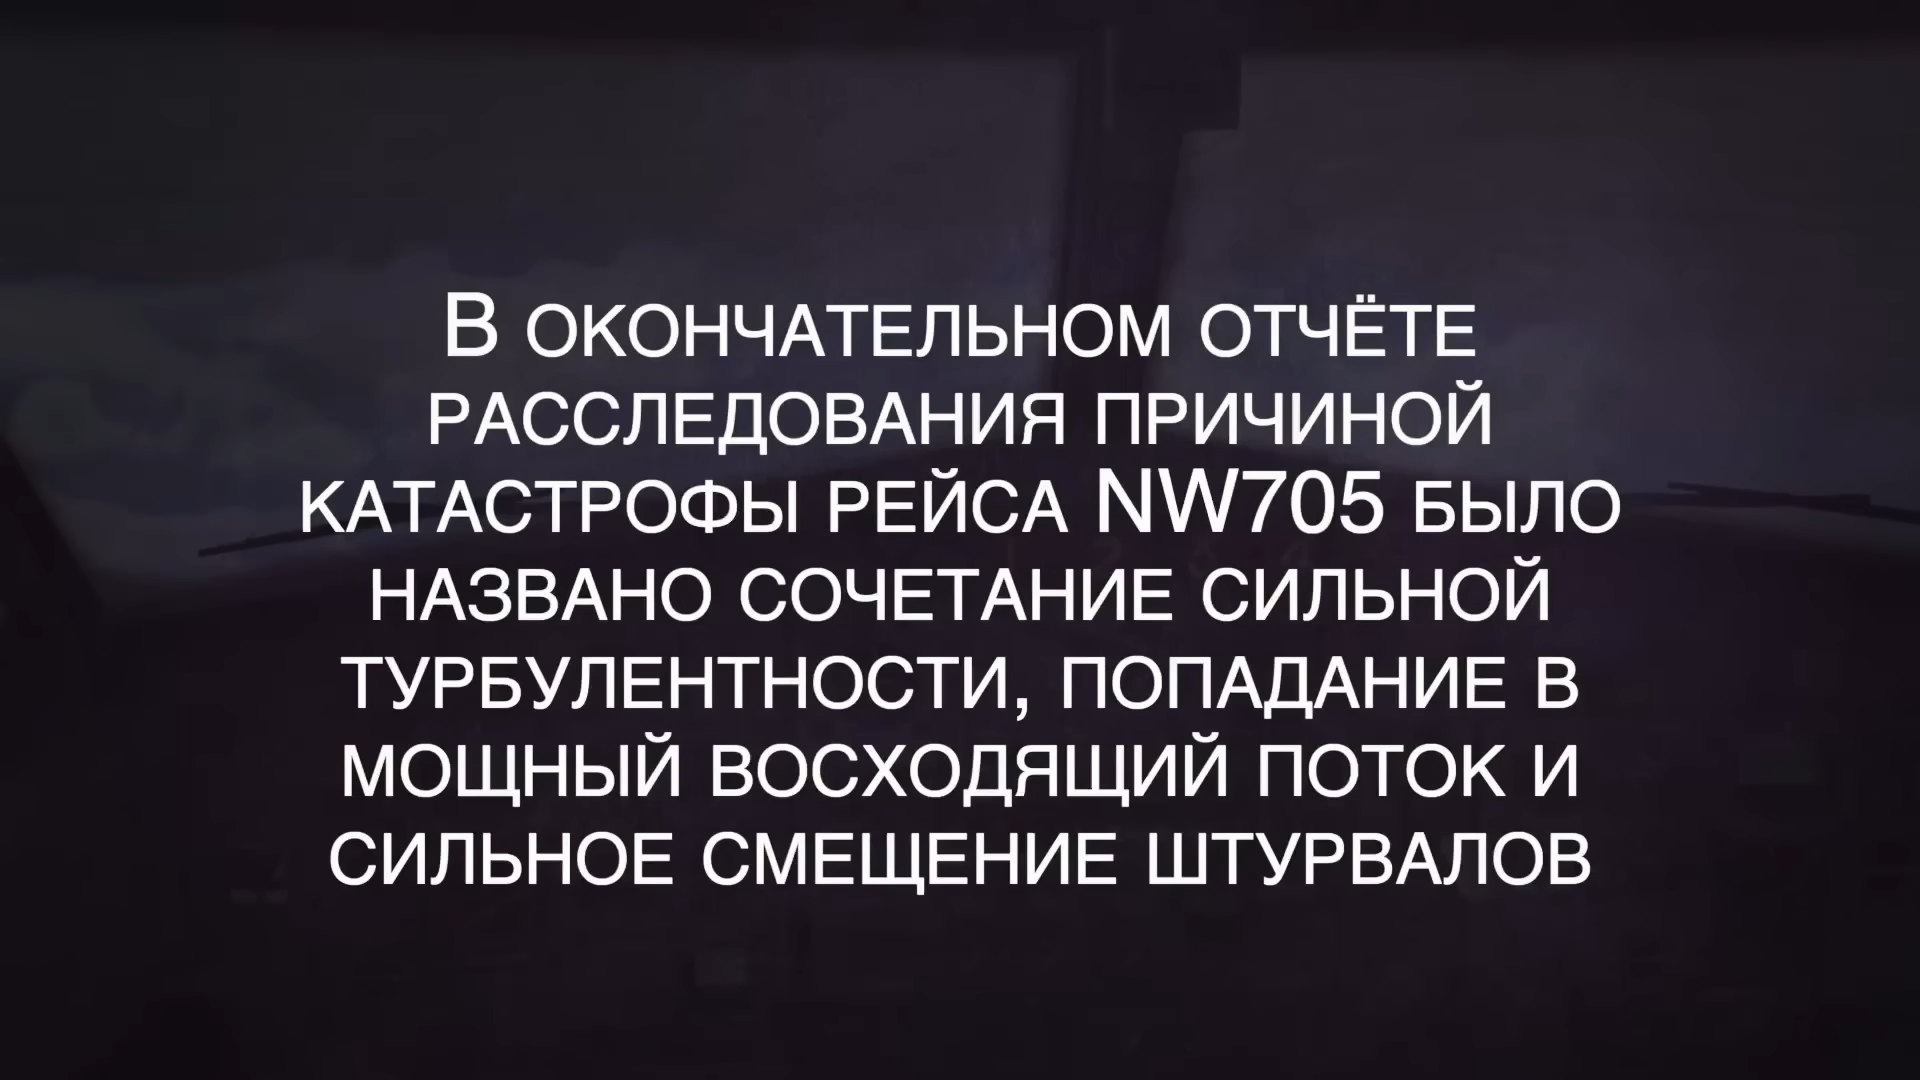 В ОКОНЧАТЕЛЬНОМ ОТЧЁТЕ
РАССЛЕДОВАНИЯ ПРИЧИНОЙ
КАТАСТРОФЫ РЕЙСА NW705 БЫЛО
НАЗВАНО СОЧЕТАНИЕ СИЛЬНОЙ
ТУРБУЛЕНТНОСТИ, ПОПАДАНИЕ В
МОЩНЫЙ ВОСХОДЯЩИЙ ПОТОК И
СИЛЬНОЕ СМЕЩЕНИЕ ШТУРВАЛОВ